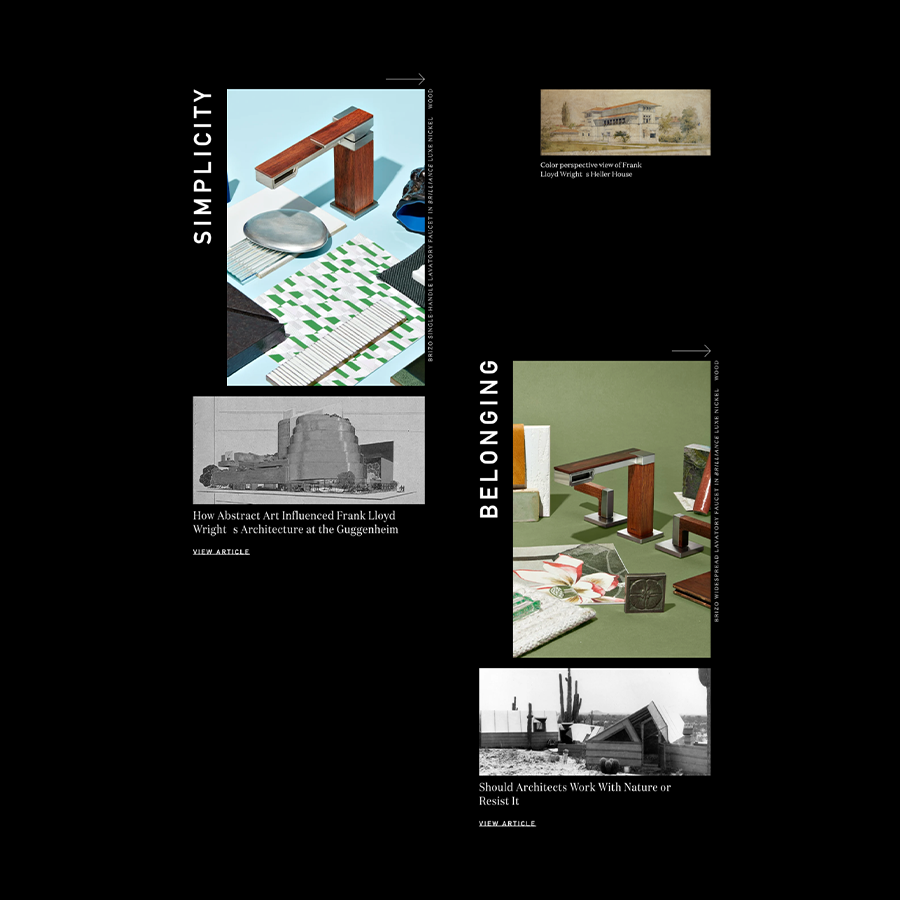 SIMPLICITY
BRIZO SINGLE-HANDLE LAVATORY FAUCET IN BRILLIANCE LUXE NICKEL WOOD
How Abstract Art Influenced Frank Lloyd
Wright s Architecture at the Guggenheim
VIEW ARTICLE
Color perspective view of Frank
Lloyd Wright s Heller House
BELONGING
BRIZO WIDESPREAD LAVATORY FAUCET IN BRILLIANCE LUXE NICKEL WOOD
Should Architects Work With Nature or
Resist It
VIEW ARTICLE